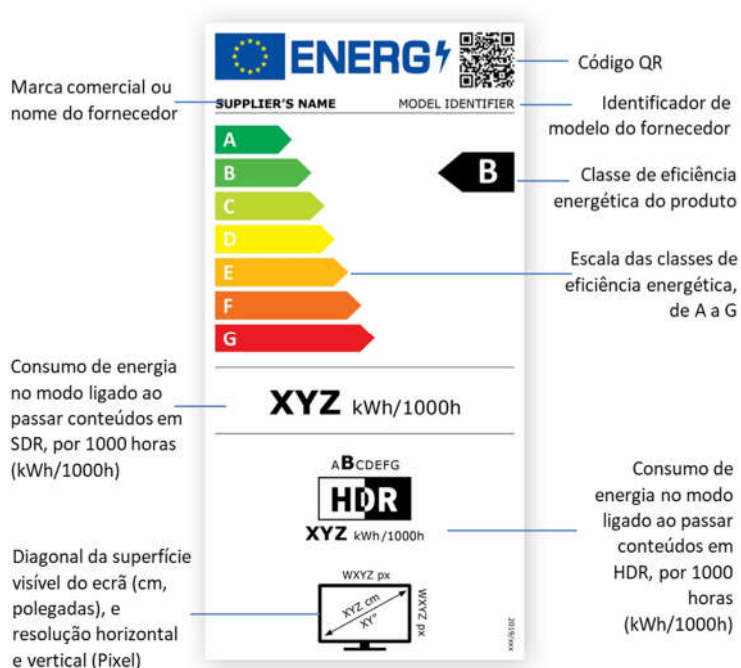 ENERG
Código QR
Marca comercial ou
nome do fornecedor
SUPPLIER'S NAME
MODEL IDENTIFIER
Identificador de
modelo do fornecedor
A
B
C
D
E
F
G
B
Classe de eficiência
energética do produto
Escala das classes de
eficiência energética,
de A a G
Consumo de energia
no modo ligado ao
passar conteúdos em
SDR, por 1000 horas
(kWh/1000h)
XYZ kWh/1000h
ABCDEFG
HDR
XYZ kWh/1000h
Consumo de
energia no modo
ligado ao passar
conteúdos em
HDR, por 1000
horas
(kWh/1000h)
Diagonal da superfície
visível do ecrã (cm,
polegadas), e
resolução horizontal
e vertical (Pixel)
WXYZ px
XYZ cm
XY"
WXYZ px
2019/xxx